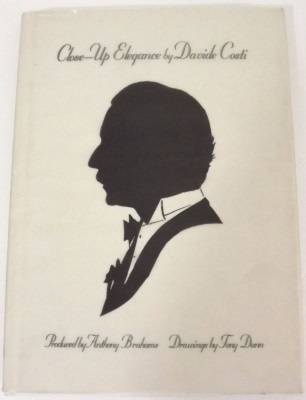 Close-Up Elegance by Davide Costi
Produced by Anthony Brahams Drawings by Tony Dunn